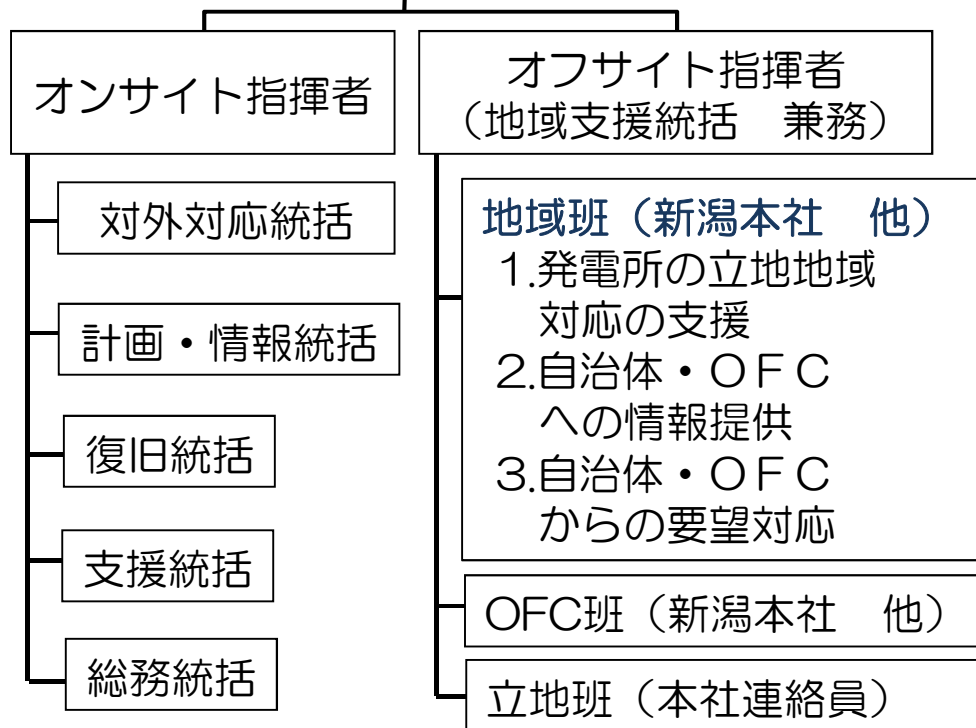 オンサイト指揮者
対外対応統括
計画・情報統括
復旧統括
支援統括
総務統括
オフサイト指揮者
（地域支援統括　兼務）
地域班（新潟本社　他）
1.発電所の立地地域
対応の支援
2.自治体・ＯＦＣ
への情報提供
3.自治体・ＯＦＣ
からの要望対応
OFC班（新潟本社　他）
立地班（本社連絡員）